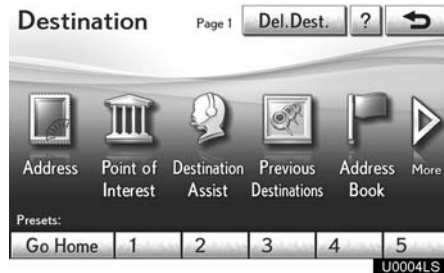 Destination Page 1 Del.Dest. ?
Address Point of Interest Destination Assist Previous Destinations Address Book More
Presets:
Go Home 1 2 3 4 5
U0004LS